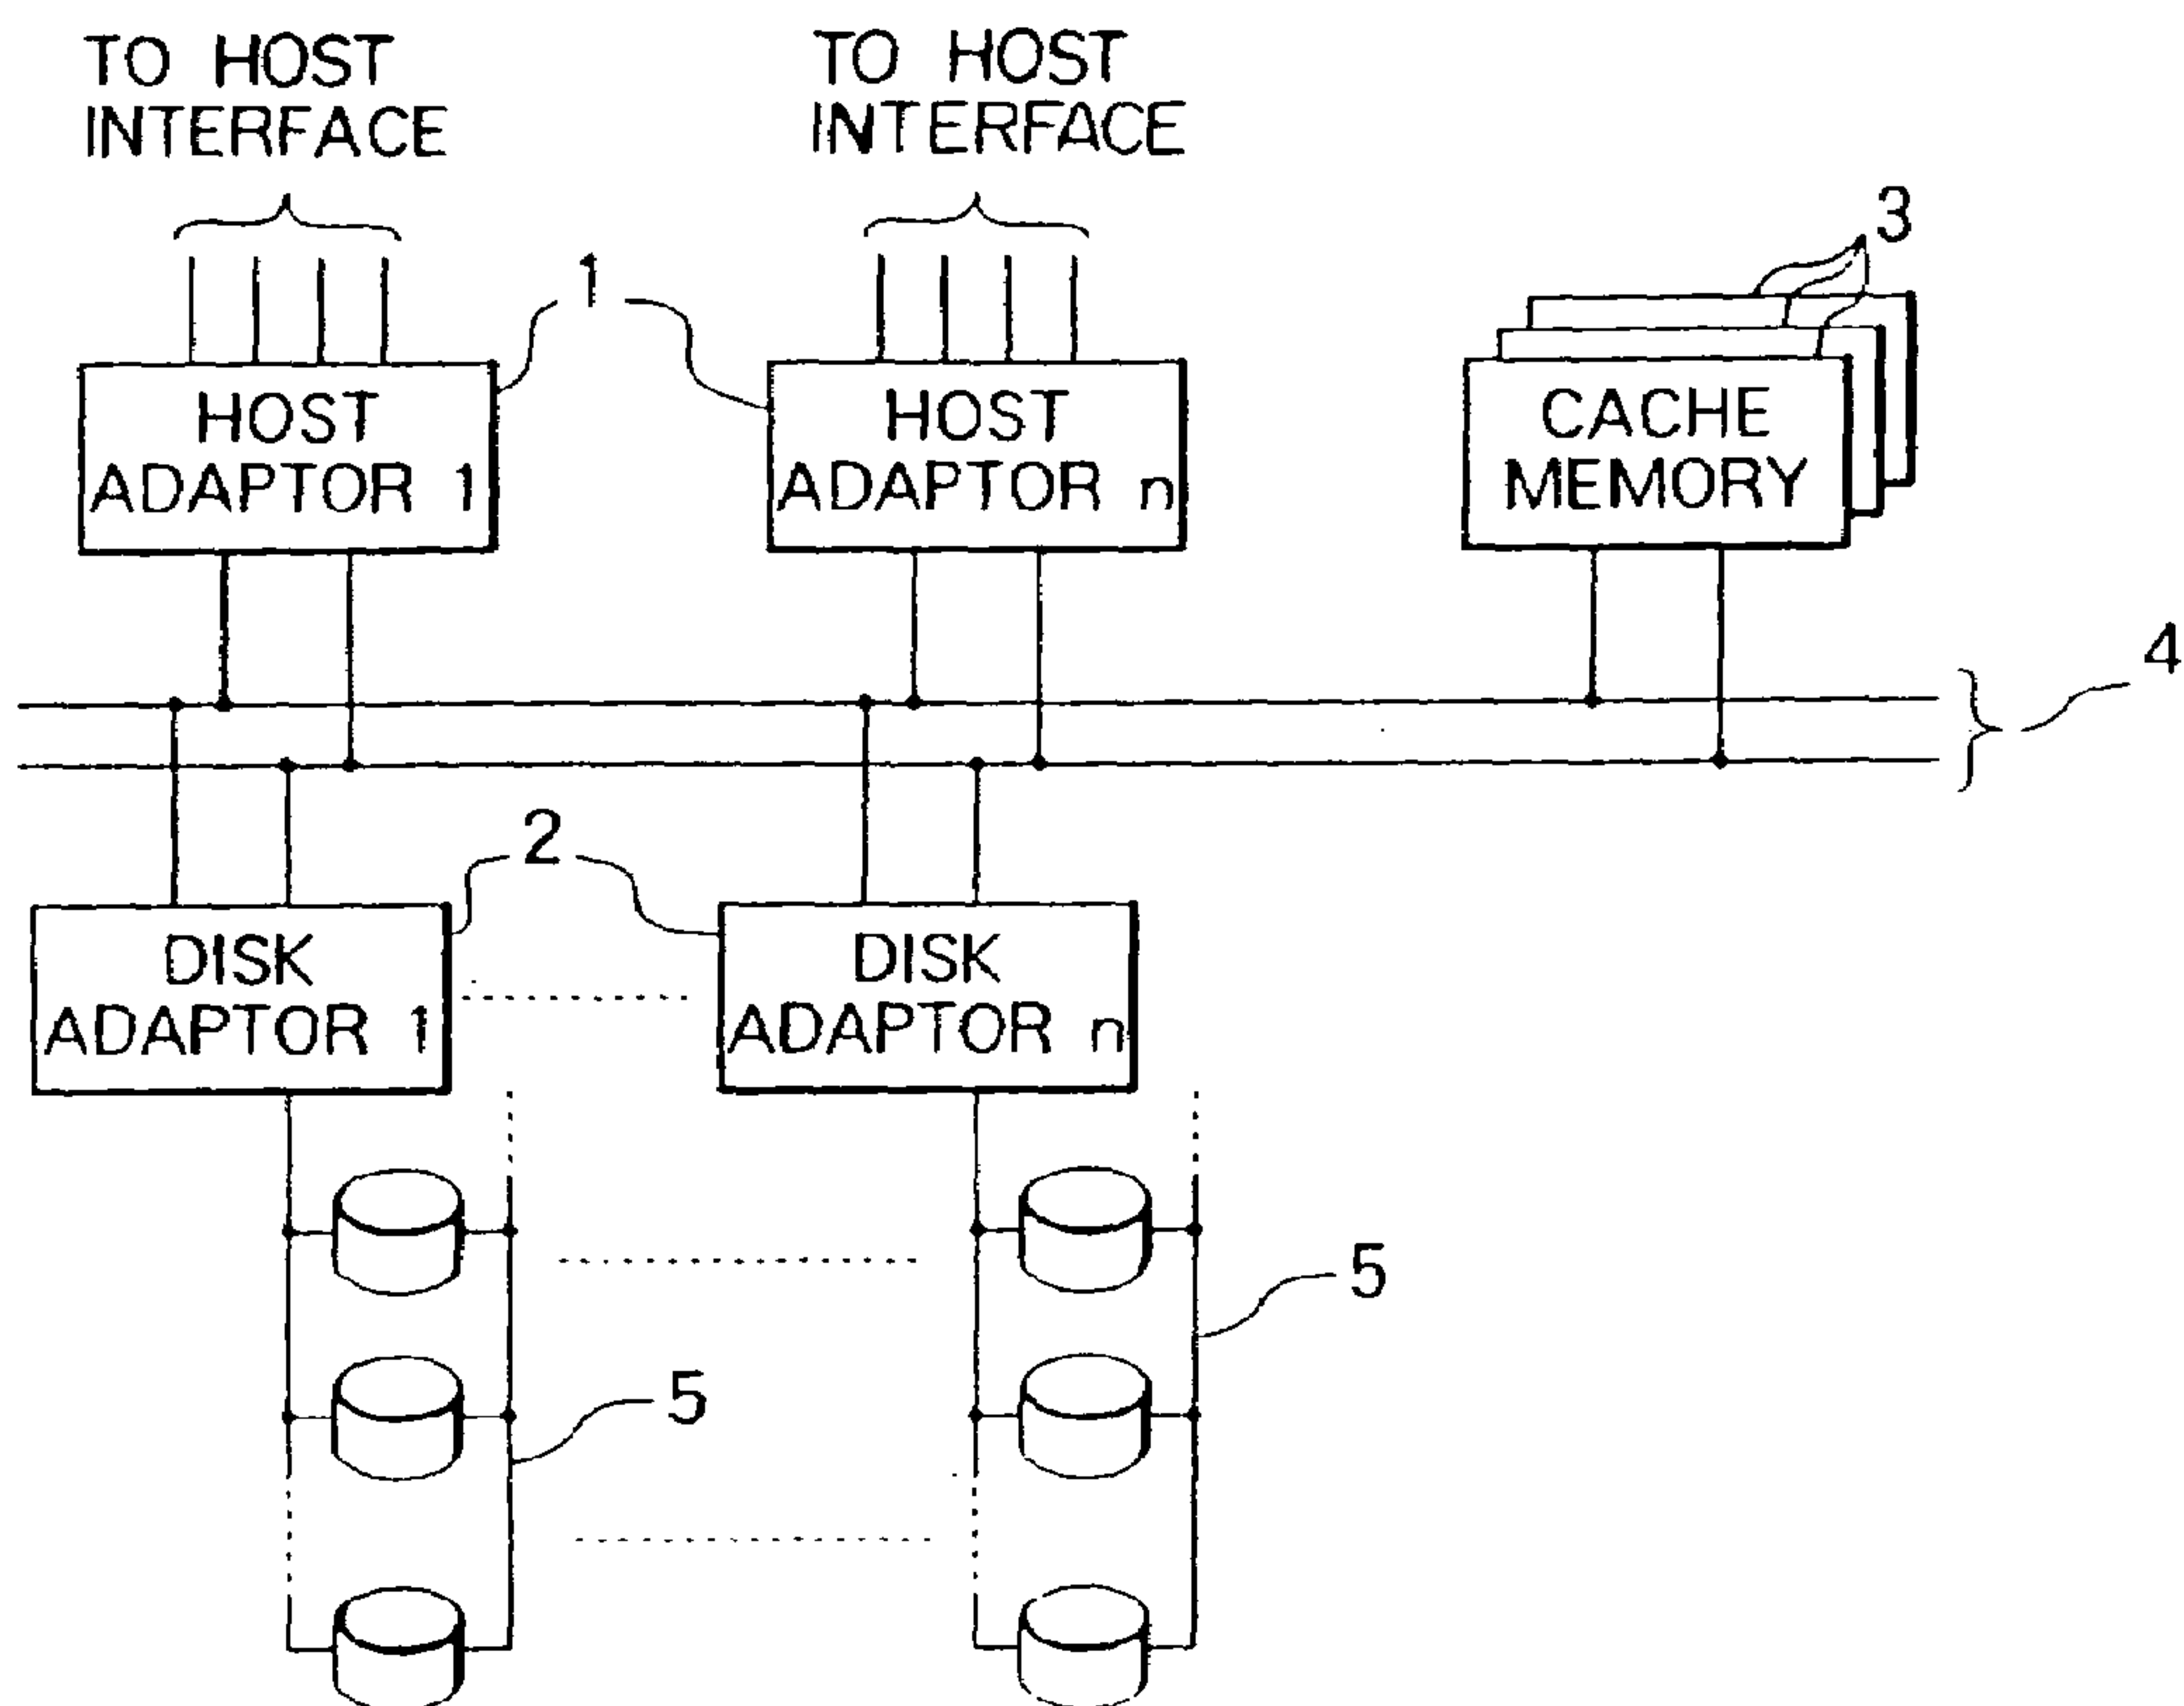 TO HOST
INTERFACE
TO HOST
INTERFACE
3
1
HOST
ADAPTOR 1
HOST
ADAPTOR n
CACHE
MEMORY
4
2
DISK
ADAPTOR 1
DISK
ADAPTOR n
5
5